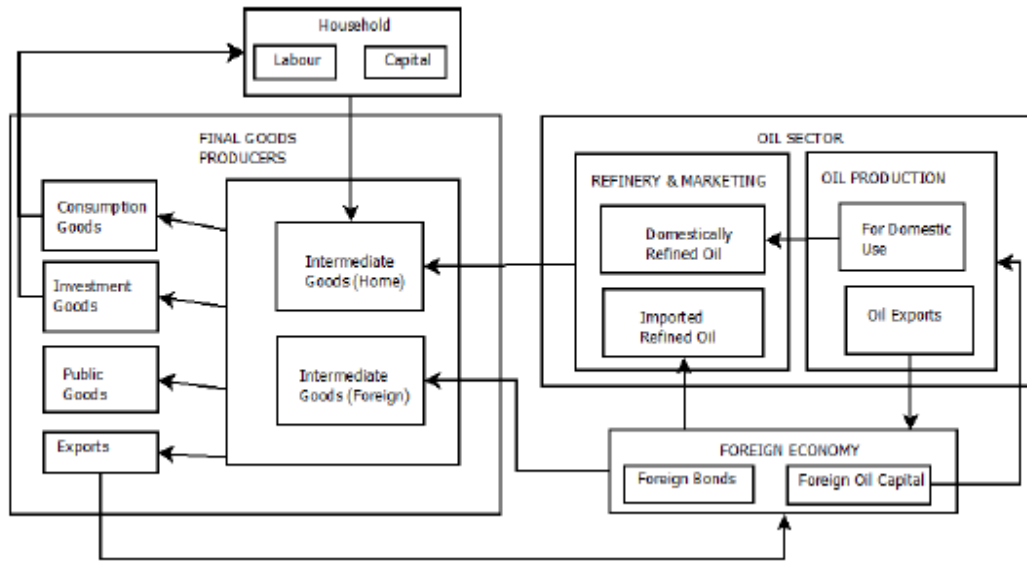 Household
Labour
Capital
FINAL GOODS
PRODUCERS
Consumption
Goods
Investment
Goods
Public
Goods
Exports
Intermediate
Goods (Home)
Intermediate
Goods (Foreign)
OIL SECTOR
REFINERY & MARKETING
Domestically
Refined Oil
Imported
Refined Oil
OIL PRODUCTION
For Domestic
Use
Oil Exports
FOREIGN ECONOMY
Foreign Bonds
Foreign Oil Capital